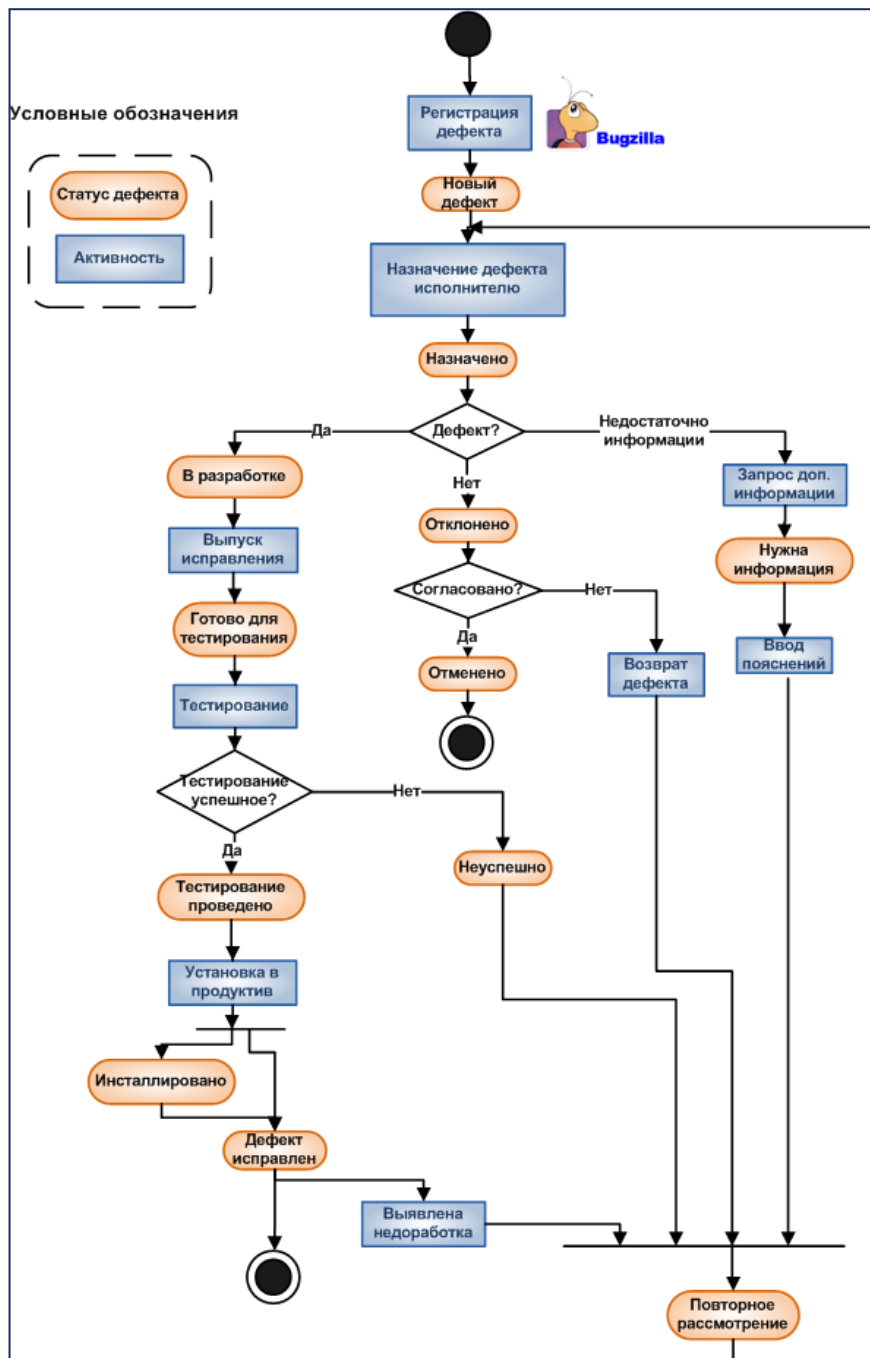 Условные обозначения
Статус дефекта
Активность
Регистрация
дефекта
Bugzilla
Новый
дефект
Назначение дефекта
исполнителю
Назначено
Дефект?
Да
Недостаточно
информации
Нет
В разработке
Выпуск
исправления
Готово для
тестирования
Тестирование
Тестирование
успешное?
Нет
Да
Тестирование
проведено
Установка в
продуктив
Инсталлировано
Дефект
исправлен
Выявлена
недоработка
Отклонено
Согласовано?
Нет
Да
Отменено
Возврат
дефекта
Неуспешно
Запрос доп.
информации
Нужна
информация
Ввод
пояснений
Повторное
рассмотрение